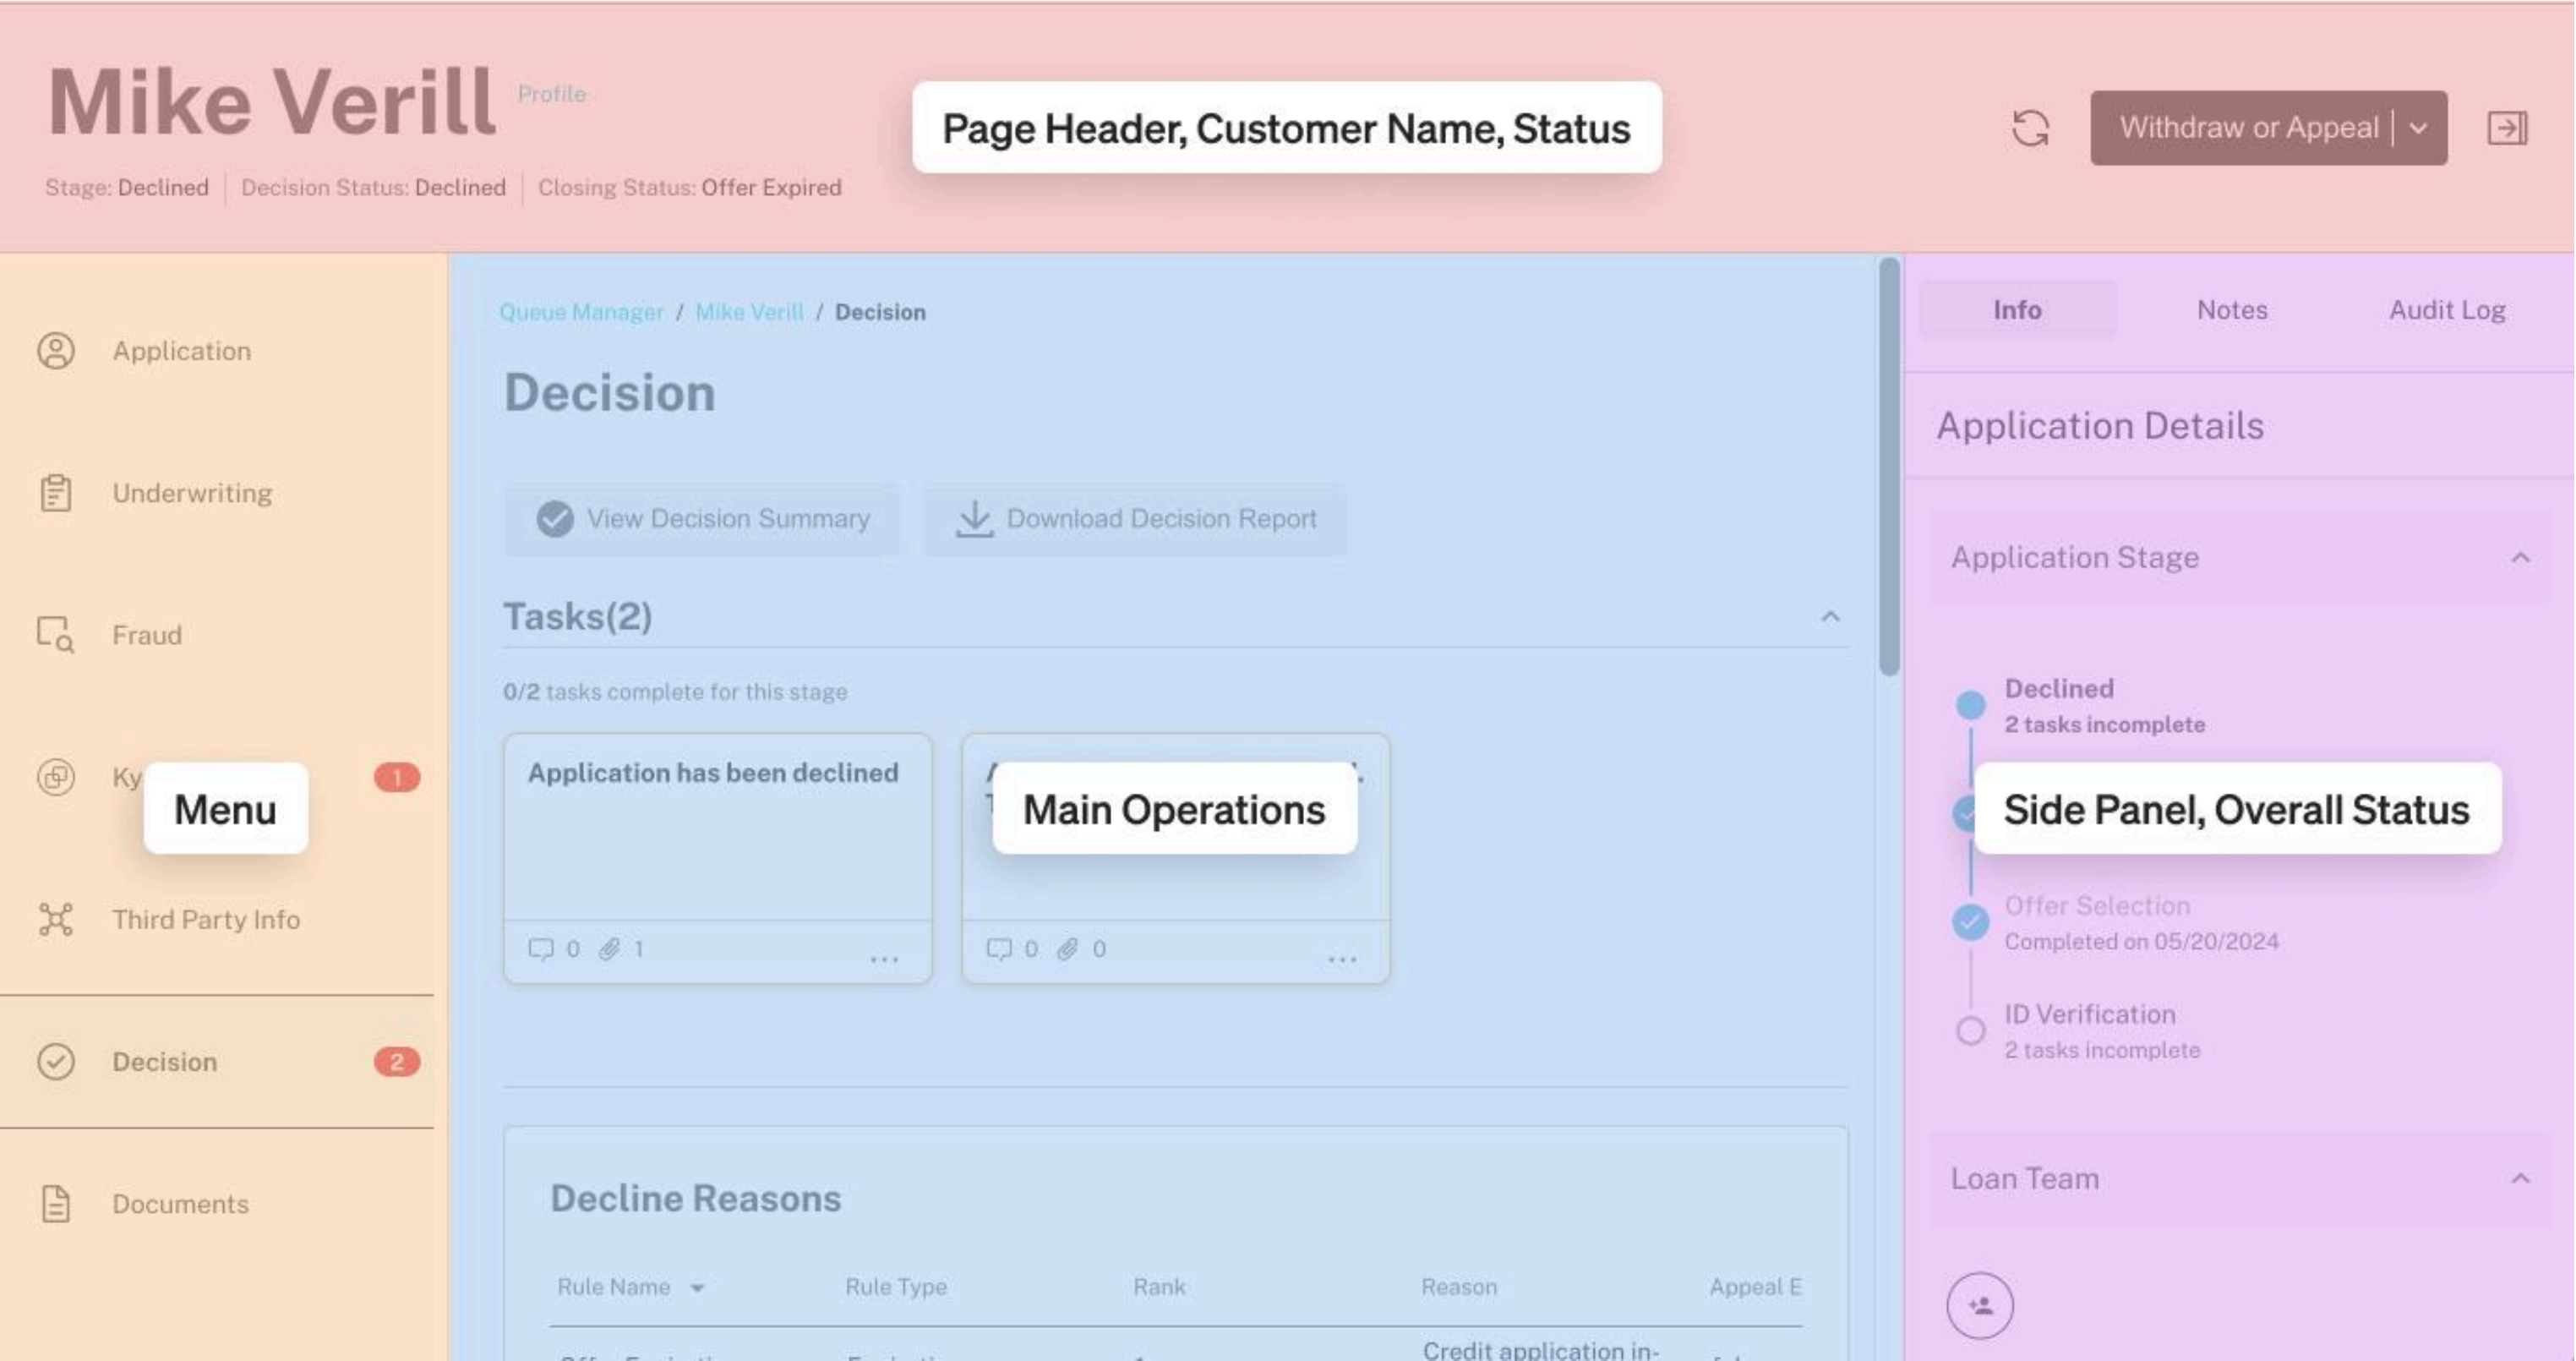 Mike Verill Profile
Page Header, Customer Name, Status
Withdraw or Appeal
Stage: Declined Decision Status: Declined Closing Status: Offer Expired
Application
Underwriting
Fraud
Ky
1
Menu
Third Party Info
Decision
2
Documents
Queue Manager / Mike Verill / Decision
Decision
View Decision Summary
Download Decision Report
Tasks(2)
0/2 tasks complete for this stage
Application has been declined
0 1
Main Operations
0 0
Decline Reasons
Rule Name Rule Type Rank Reason Appeal E
Credit application in-
Info Notes Audit Log
Application Details
Application Stage
Declined
2 tasks incomplete
Side Panel, Overall Status
Offer Selection
Completed on 05/20/2024
ID Verification
2 tasks incomplete
Loan Team